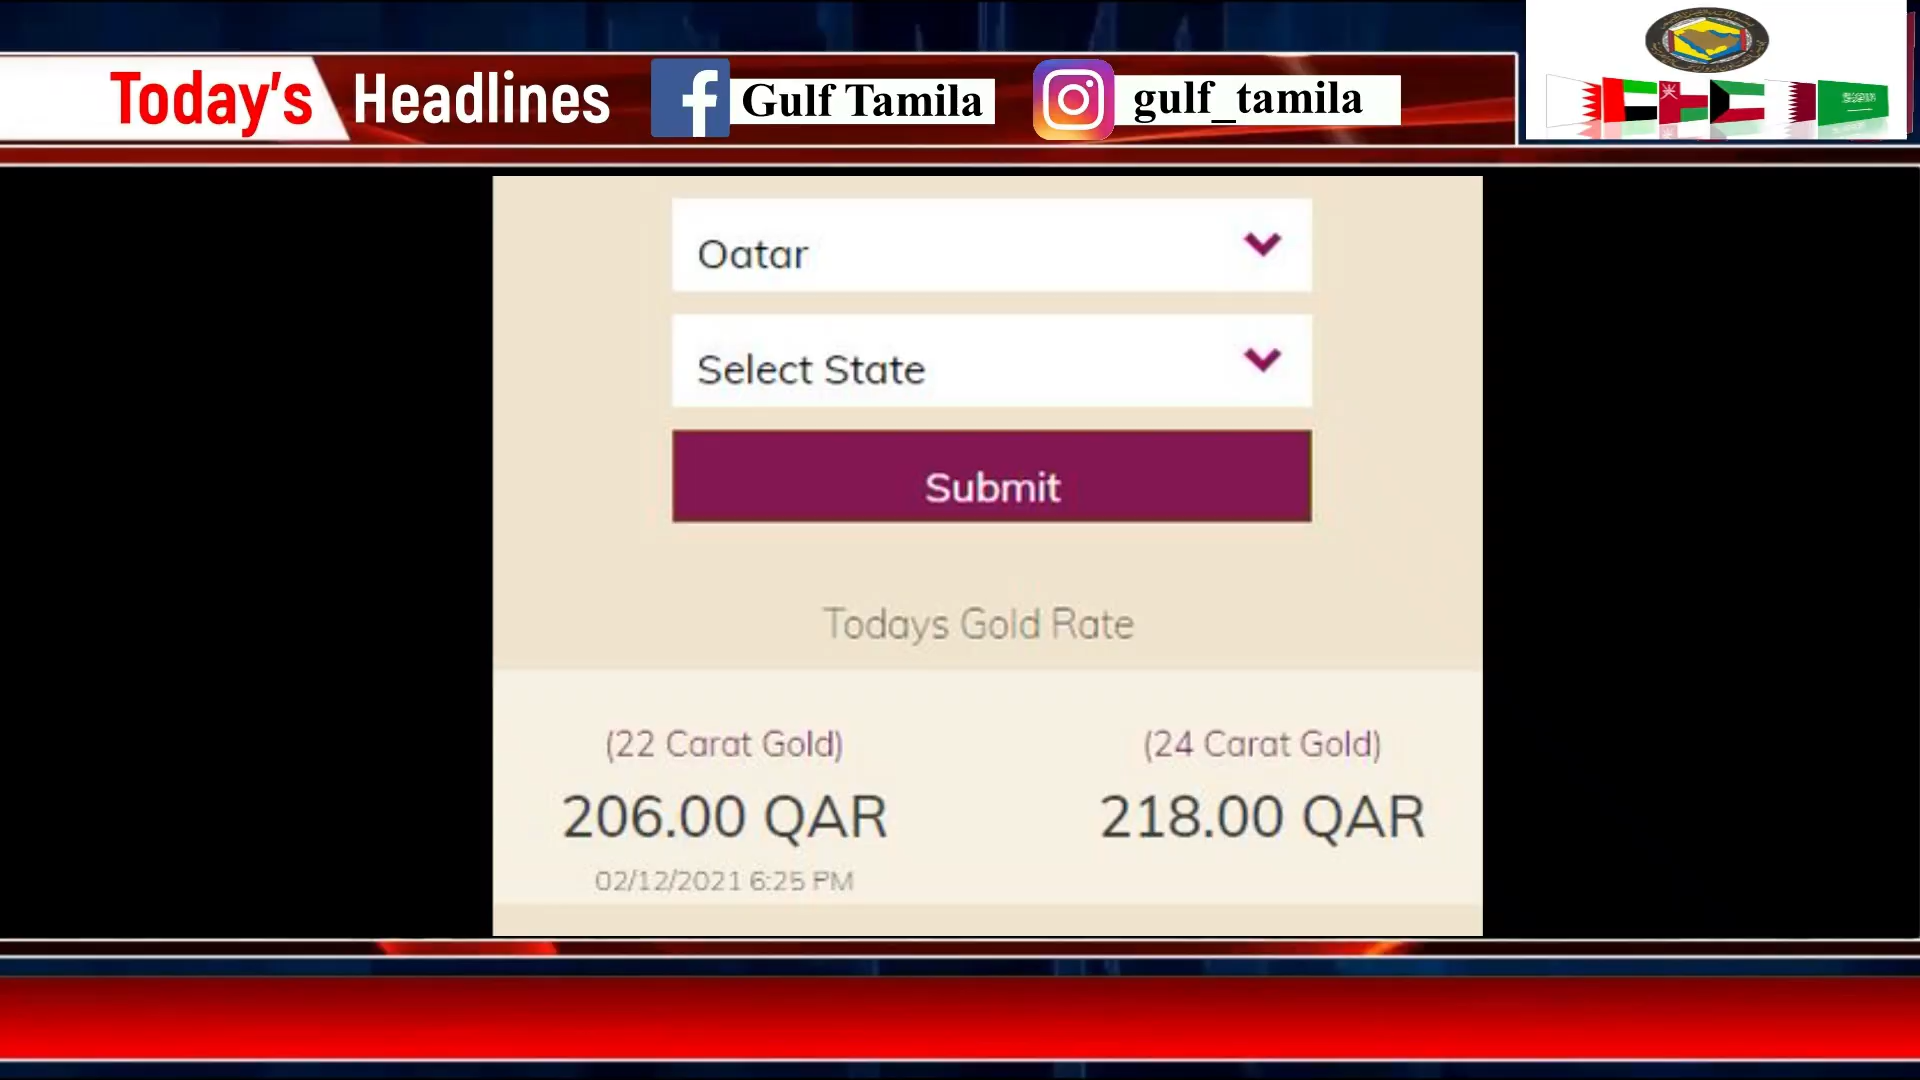 Today's Headlines
Gulf Tamila
gulf_tamila
Qatar
Select State
Submit
Todays Gold Rate
(22 Carat Gold)
(24 Carat Gold)
206.00 QAR
218.00 QAR
02/12/2021 6:25 PM